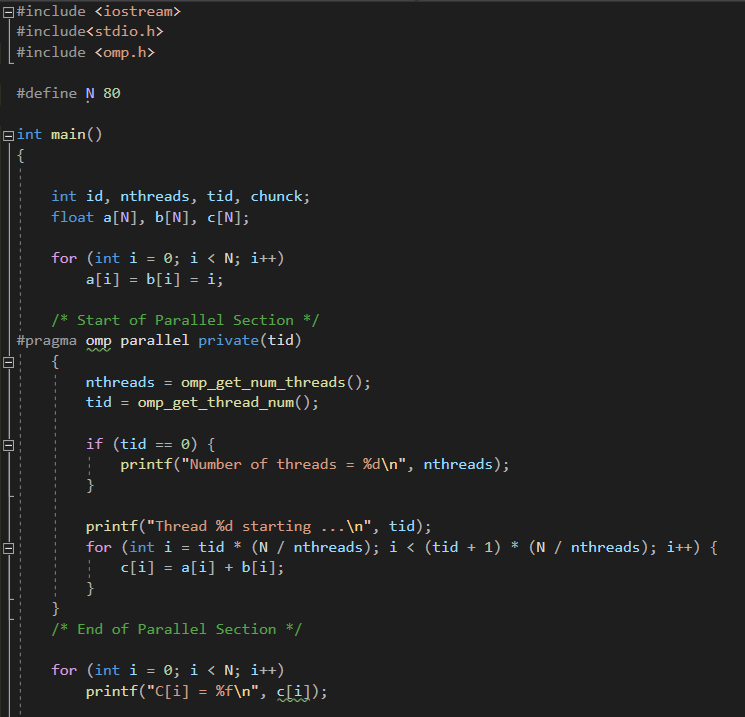 #include <iostream>
#include<stdio.h>
#include <omp.h>
#define N 80
int main()
{
int id, nthreads, tid, chunck;
float a[N], b[N], c[N];
for (int i = 0; i < N; i++)
a[i] = b[i] = i;
/* Start of Parallel Section */
#pragma omp parallel private(tid)
{
nthreads = omp_get_num_threads();
tid = omp_get_thread_num();
if (tid == 0) {
printf("Number of threads = %d\n", nthreads);
}
printf("Thread %d starting ...\n", tid);
for (int i = tid * (N / nthreads); i < (tid + 1) * (N / nthreads); i++) {
c[i] = a[i] + b[i];
}
}
/* End of Parallel Section */
for (int i = 0; i < N; i++)
printf("C[i] = %f\n", c[i]);